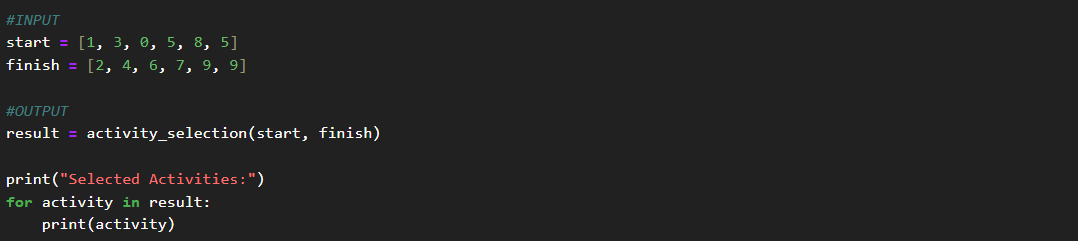 #INPUT
start = [1, 3, 0, 5, 8, 5]
finish = [2, 4, 6, 7, 9, 9]
#OUTPUT
result = activity_selection(start, finish)
print("Selected Activities:")
for activity in result:
    print(activity)